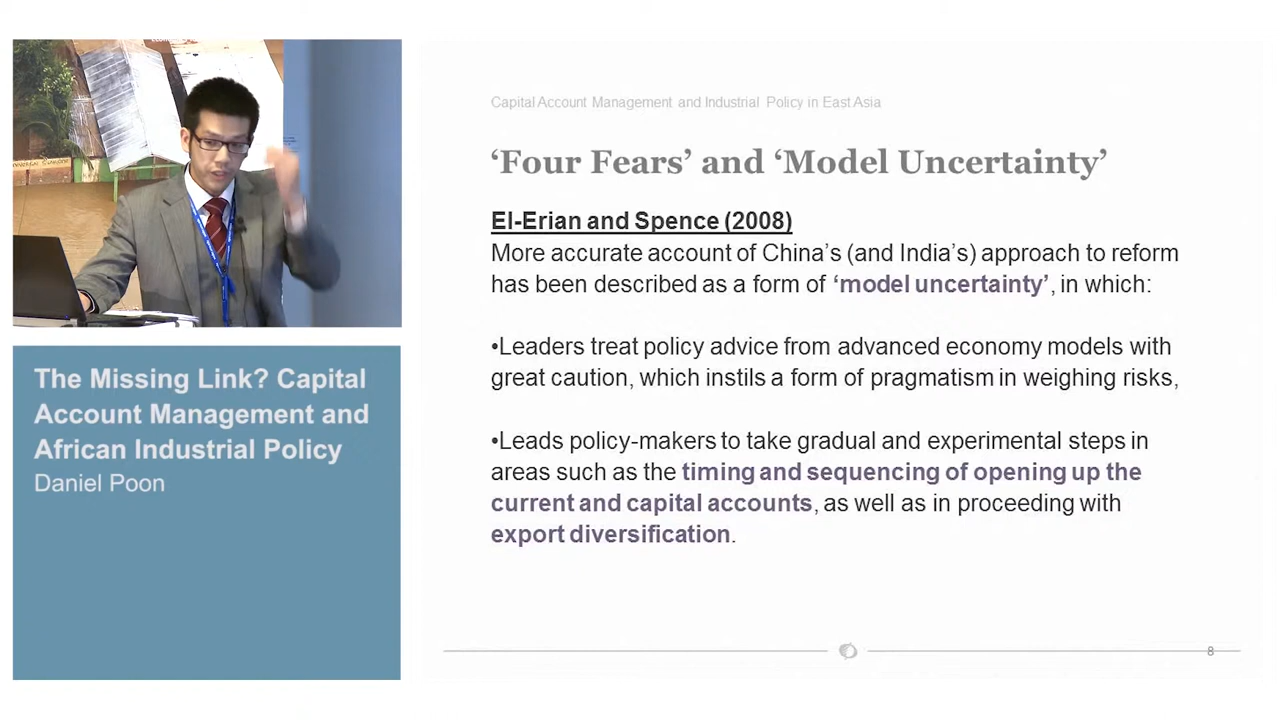 Capital Account Management and Industrial Policy in East Asia
‘Four Fears’ and ‘Model Uncertainty’
El-Erian and Spence (2008)
More accurate account of China’s (and India’s) approach to reform
has been described as a form of ‘model uncertainty’, in which:
•Leaders treat policy advice from advanced economy models with
great caution, which instils a form of pragmatism in weighing risks,
•Leads policy-makers to take gradual and experimental steps in
areas such as the timing and sequencing of opening up the
current and capital accounts, as well as in proceeding with
export diversification.
8
The Missing Link? Capital
Account Management and
African Industrial Policy
Daniel Poon